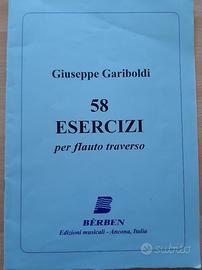 Giuseppe Gariboldi
58
ESERCIZI
per flauto traverso
BÈRBEN
Edizioni musicali - Ancona, Italia
subito